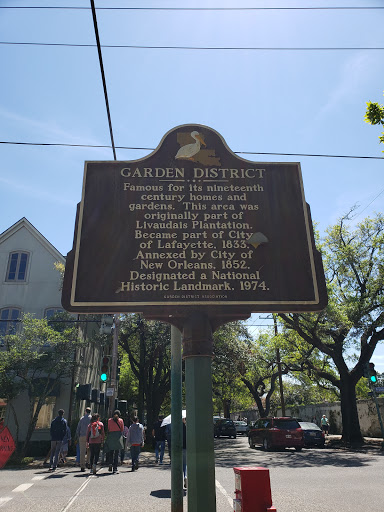 GARDEN DISTRICT
Famous for its nineteenth
century homes and
gardens. This area was
originally part of
Livaudais Plantation.
Became part of City
of Lafayette, 1833.
Annexed by City of
New Orleans, 1852.
Designated a National
Historic Landmark, 1974.
GARDEN DISTRICT ASSOCIATION